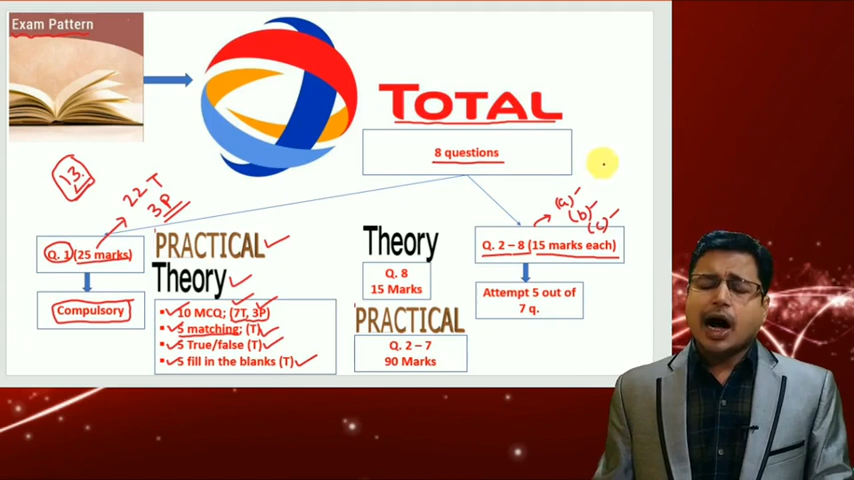 Exam Pattern
TOTAL
8 questions
13.
22 T
3P
(a)
(b)
(c)
Q. 1 (25 marks)
Compulsory
PRACTICAL
Theory
10 MCQ; (7T, 3P)
5 matching; (T)
5 True/false (T)
5 fill in the blanks (T)
Theory
Q. 8
15 Marks
PRACTICAL
Q. 2 – 7
90 Marks
Q. 2 – 8 (15 marks each)
Attempt 5 out of
7 q.